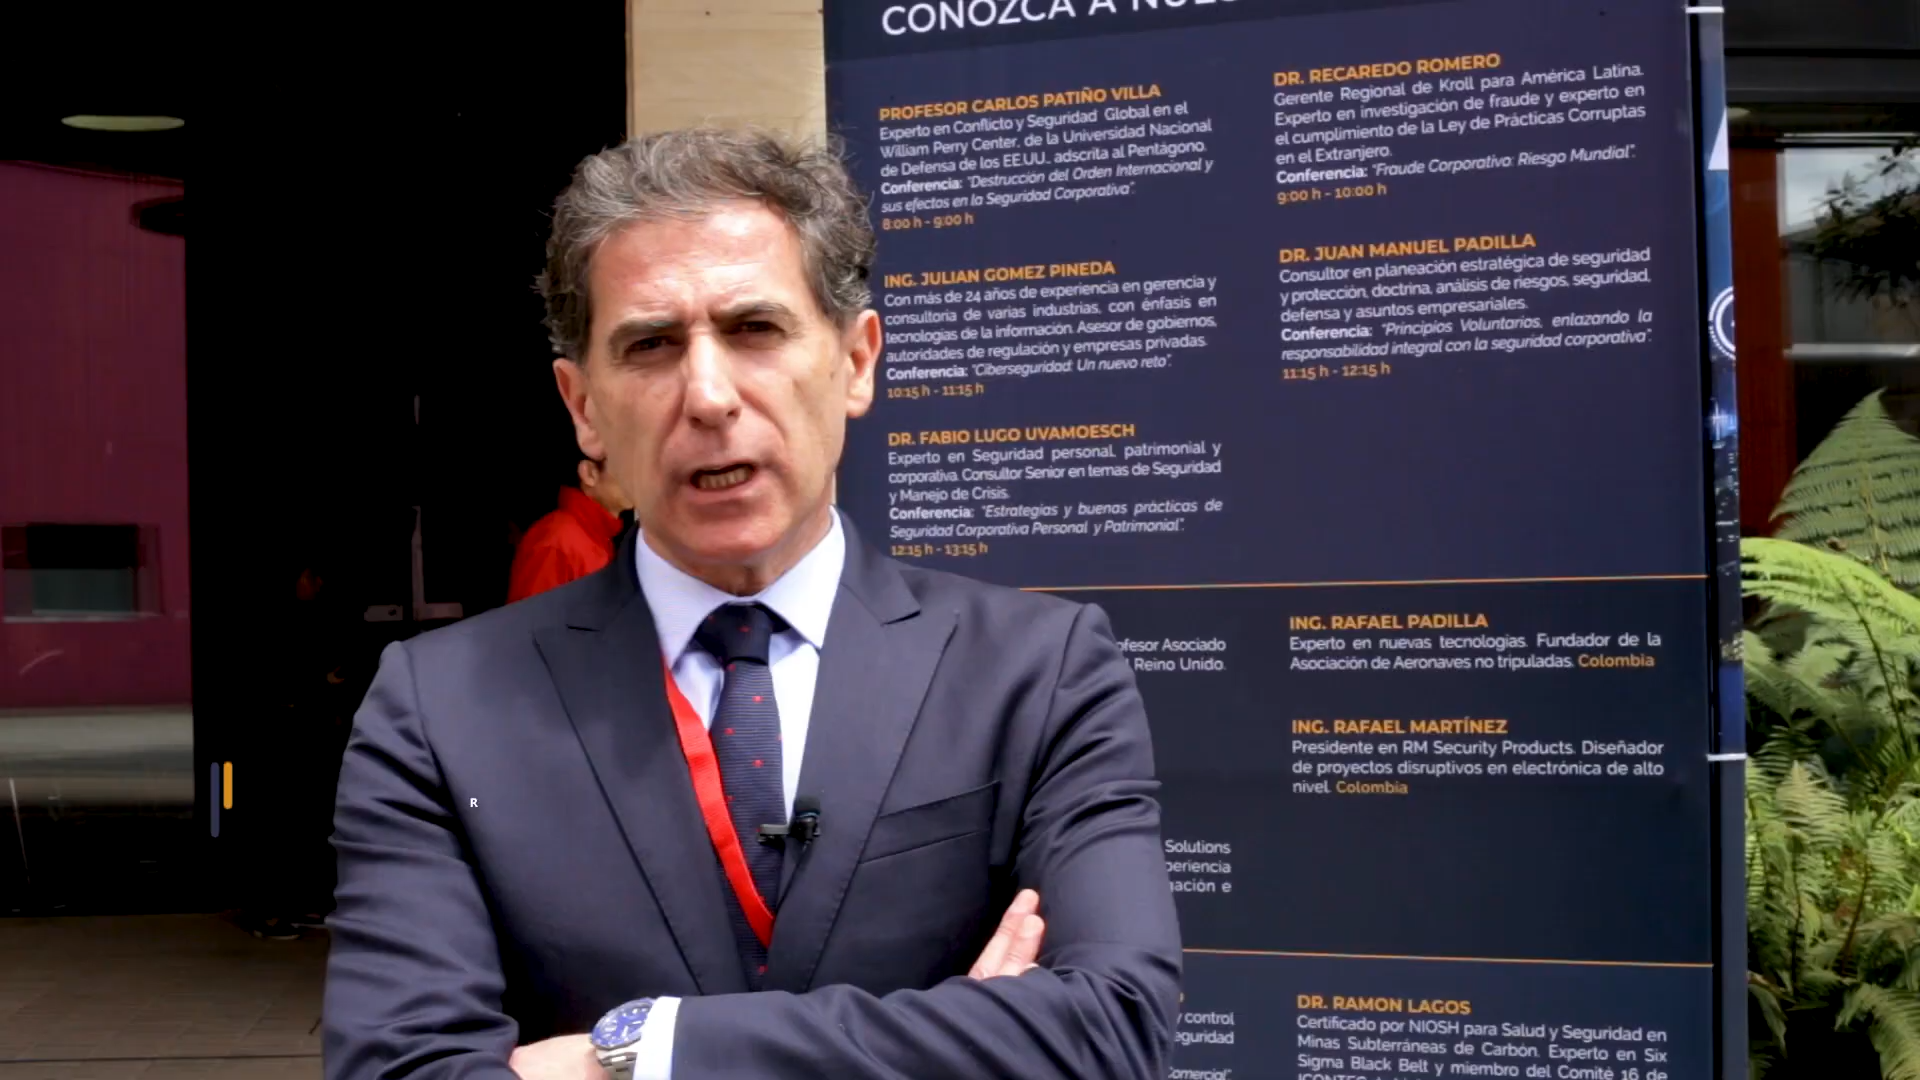 CONOZCA A
PROFESOR CARLOS PATIÑO VILLA
Experto en Conflicto y Seguridad Global en el
William Perry Center, de la Universidad Nacional
de Defensa de los EE.UU., adscrita al Pentágono.
Conferencia: "Destrucción del Orden Internacional y
sus efectos en la Seguridad Corporativa".
8:00 h - 9:00 h
ING. JULIAN GOMEZ PINEDA
Con más de 24 años de experiencia en gerencia y
consultoria de varias industrias, con énfasis en
tecnologías de la información. Asesor de gobiernos,
autoridades de regulación y empresas privadas.
Conferencia: "Ciberseguridad: Un nuevo reto".
10:15 h - 11:15 h
DR. FABIO LUGO UVAMOESCH
Experto en Seguridad personal, patrimonial y
corporativa. Consultor Senior en temas de Seguridad
y Manejo de Crisis.
Conferencia: "Estrategias y buenas prácticas de
Seguridad Corporativa Personal y Patrimonial".
12:15 h - 13:15 h
DR. RECAREDO ROMERO
Gerente Regional de Kroll para América Latina.
Experto en investigación de fraude y experto en
el cumplimiento de la Ley de Prácticas Corruptas
en el Extranjero.
Conferencia: "Fraude Corporativo: Riesgo Mundial".
9:00 h - 10:00 h
DR. JUAN MANUEL PADILLA
Consultor en planeación estratégica de seguridad
y protección, doctrina, análisis de riesgos, seguridad,
defensa y asuntos empresariales.
Conferencia: "Principios Voluntarios, enlazando la
responsabilidad integral con la seguridad corporativa".
11:15 h - 12:15 h
ofesor Asociado
Reino Unido.
Solutions
periencia
ación e
y control
eguridad
Comercial"
ING. RAFAEL PADILLA
Experto en nuevas tecnologías. Fundador de la
Asociación de Aeronaves no tripuladas. Colombia
ING. RAFAEL MARTÍNEZ
Presidente en RM Security Products. Diseñador
de proyectos disruptivos en electrónica de alto
nivel. Colombia
DR. RAMON LAGOS
Certificado por NIOSH para Salud y Seguridad en
Minas Subterráneas de Carbón. Experto en Six
Sigma Black Belt y miembro del Comité 16 de
R